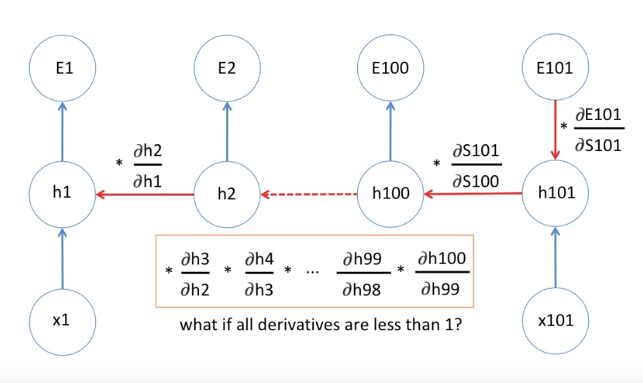 E1 E2 E100 E101
* ∂E101
∂S101
* ∂h2
∂h1
* ∂S101
∂S100
h1 h2 h100 h101
* ∂h3 * ∂h4 * ... ∂h99 * ∂h100
∂h2 ∂h3 ∂h98 ∂h99
x1 what if all derivatives are less than 1? x101